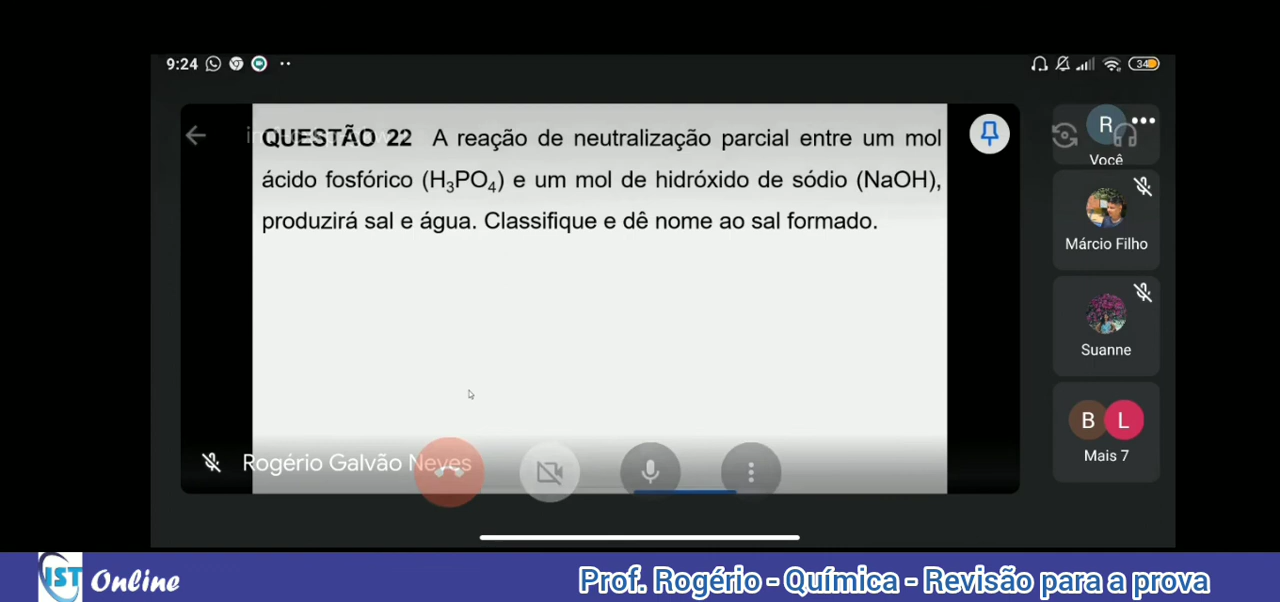 9:24
34
QUESTÃO 22 A reação de neutralização parcial entre um mol
ácido fosfórico (H₃PO₄) e um mol de hidróxido de sódio (NaOH),
produzirá sal e água. Classifique e dê nome ao sal formado.
R
Você
Márcio Filho
Suanne
B L
Mais 7
Rogério Galvão Neves
IST Online
Prof. Rogério - Química - Revisão para a prova